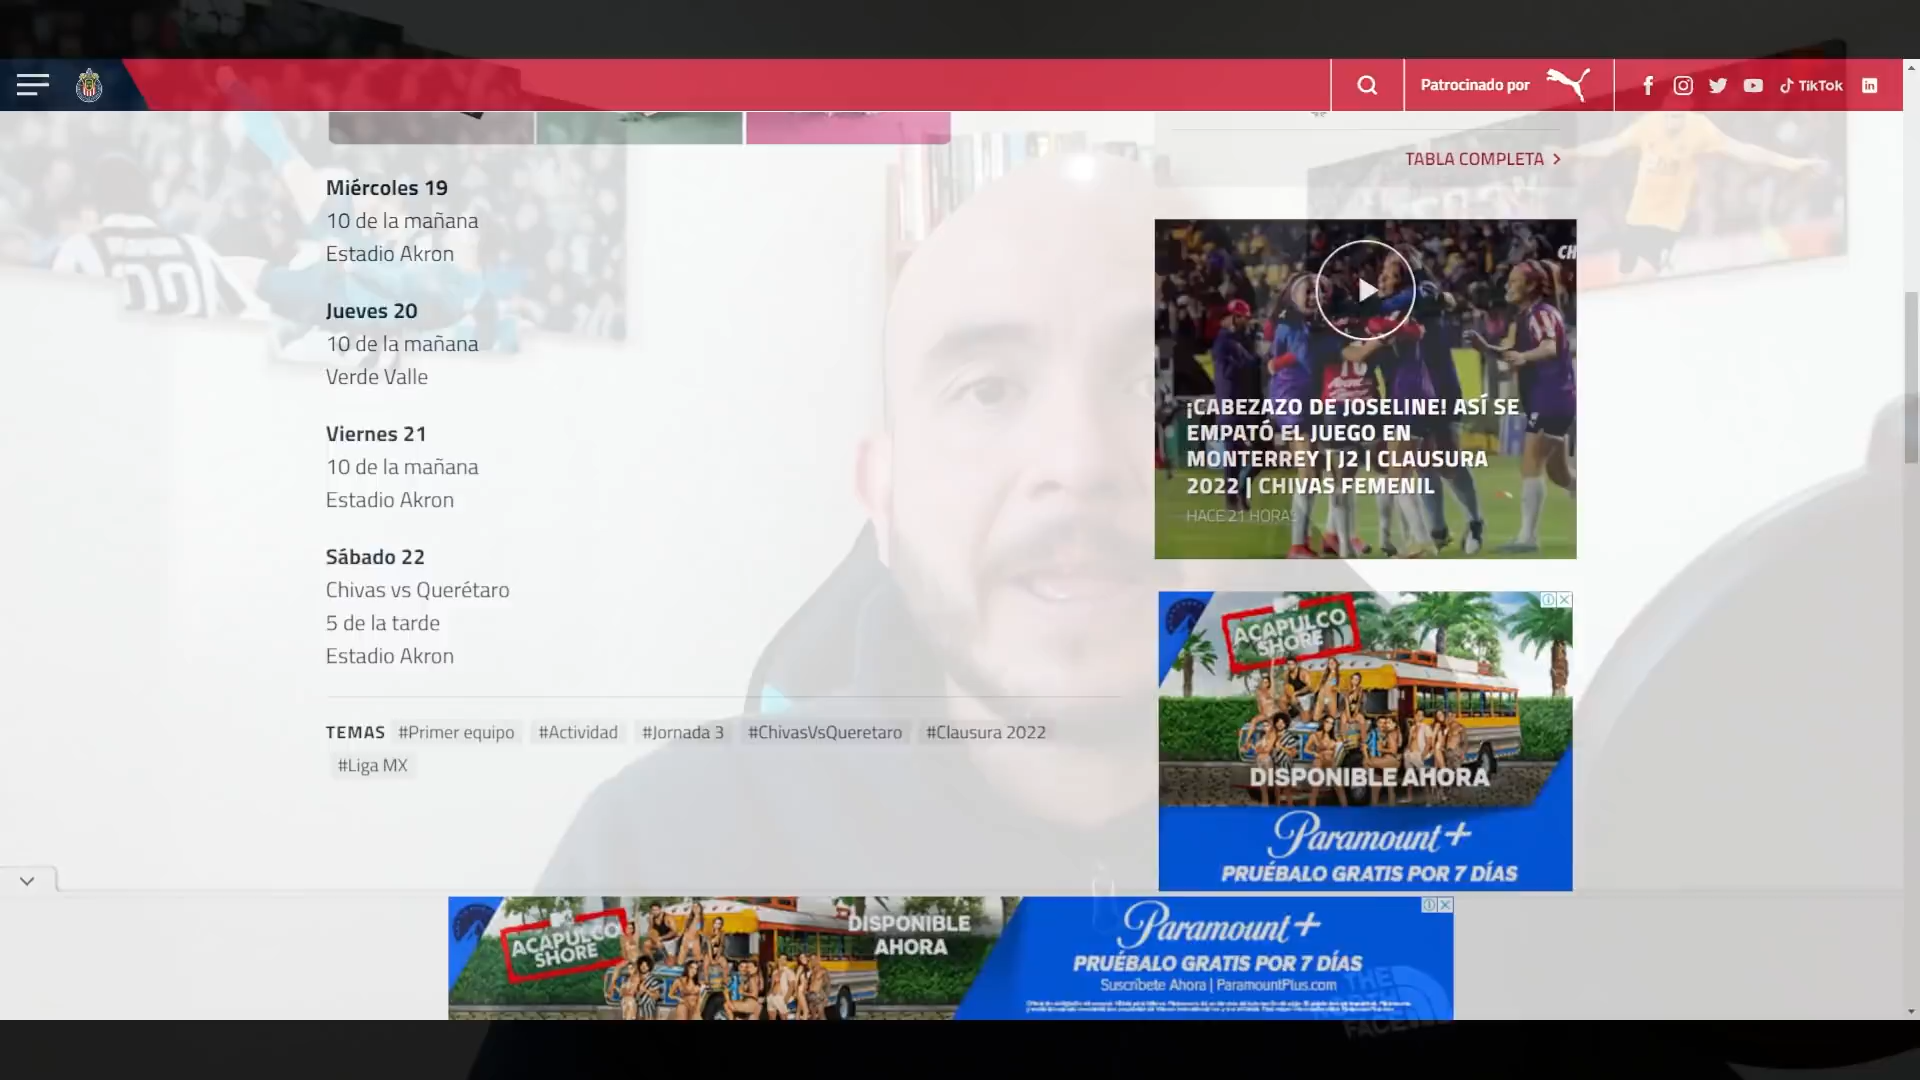 Patrocinado por
TikTok
TABLA COMPLETA
Miércoles 19
10 de la mañana
Estadio Akron
Jueves 20
10 de la mañana
Verde Valle
Viernes 21
10 de la mañana
Estadio Akron
Sábado 22
Chivas vs Querétaro
5 de la tarde
Estadio Akron
TEMAS #Primer equipo #Actividad #Jornada 3 #ChivasVsQueretaro #Clausura 2022
#Liga MX
¡CABEZAZO DE JOSELINE! ASÍ SE
EMPATÓ EL JUEGO EN
MONTERREY | J2 | CLAUSURA
2022 | CHIVAS FEMENIL
HACE 21 HORAS
ACAPULCO
SHORE
DISPONIBLE AHORA
Paramount+
PRUÉBALO GRATIS POR 7 DÍAS
ACAPULCO
SHORE
DISPONIBLE
AHORA
Paramount+
PRUÉBALO GRATIS POR 7 DÍAS
Suscríbete Ahora | ParamountPlus.com
THE
NORTH
FACE